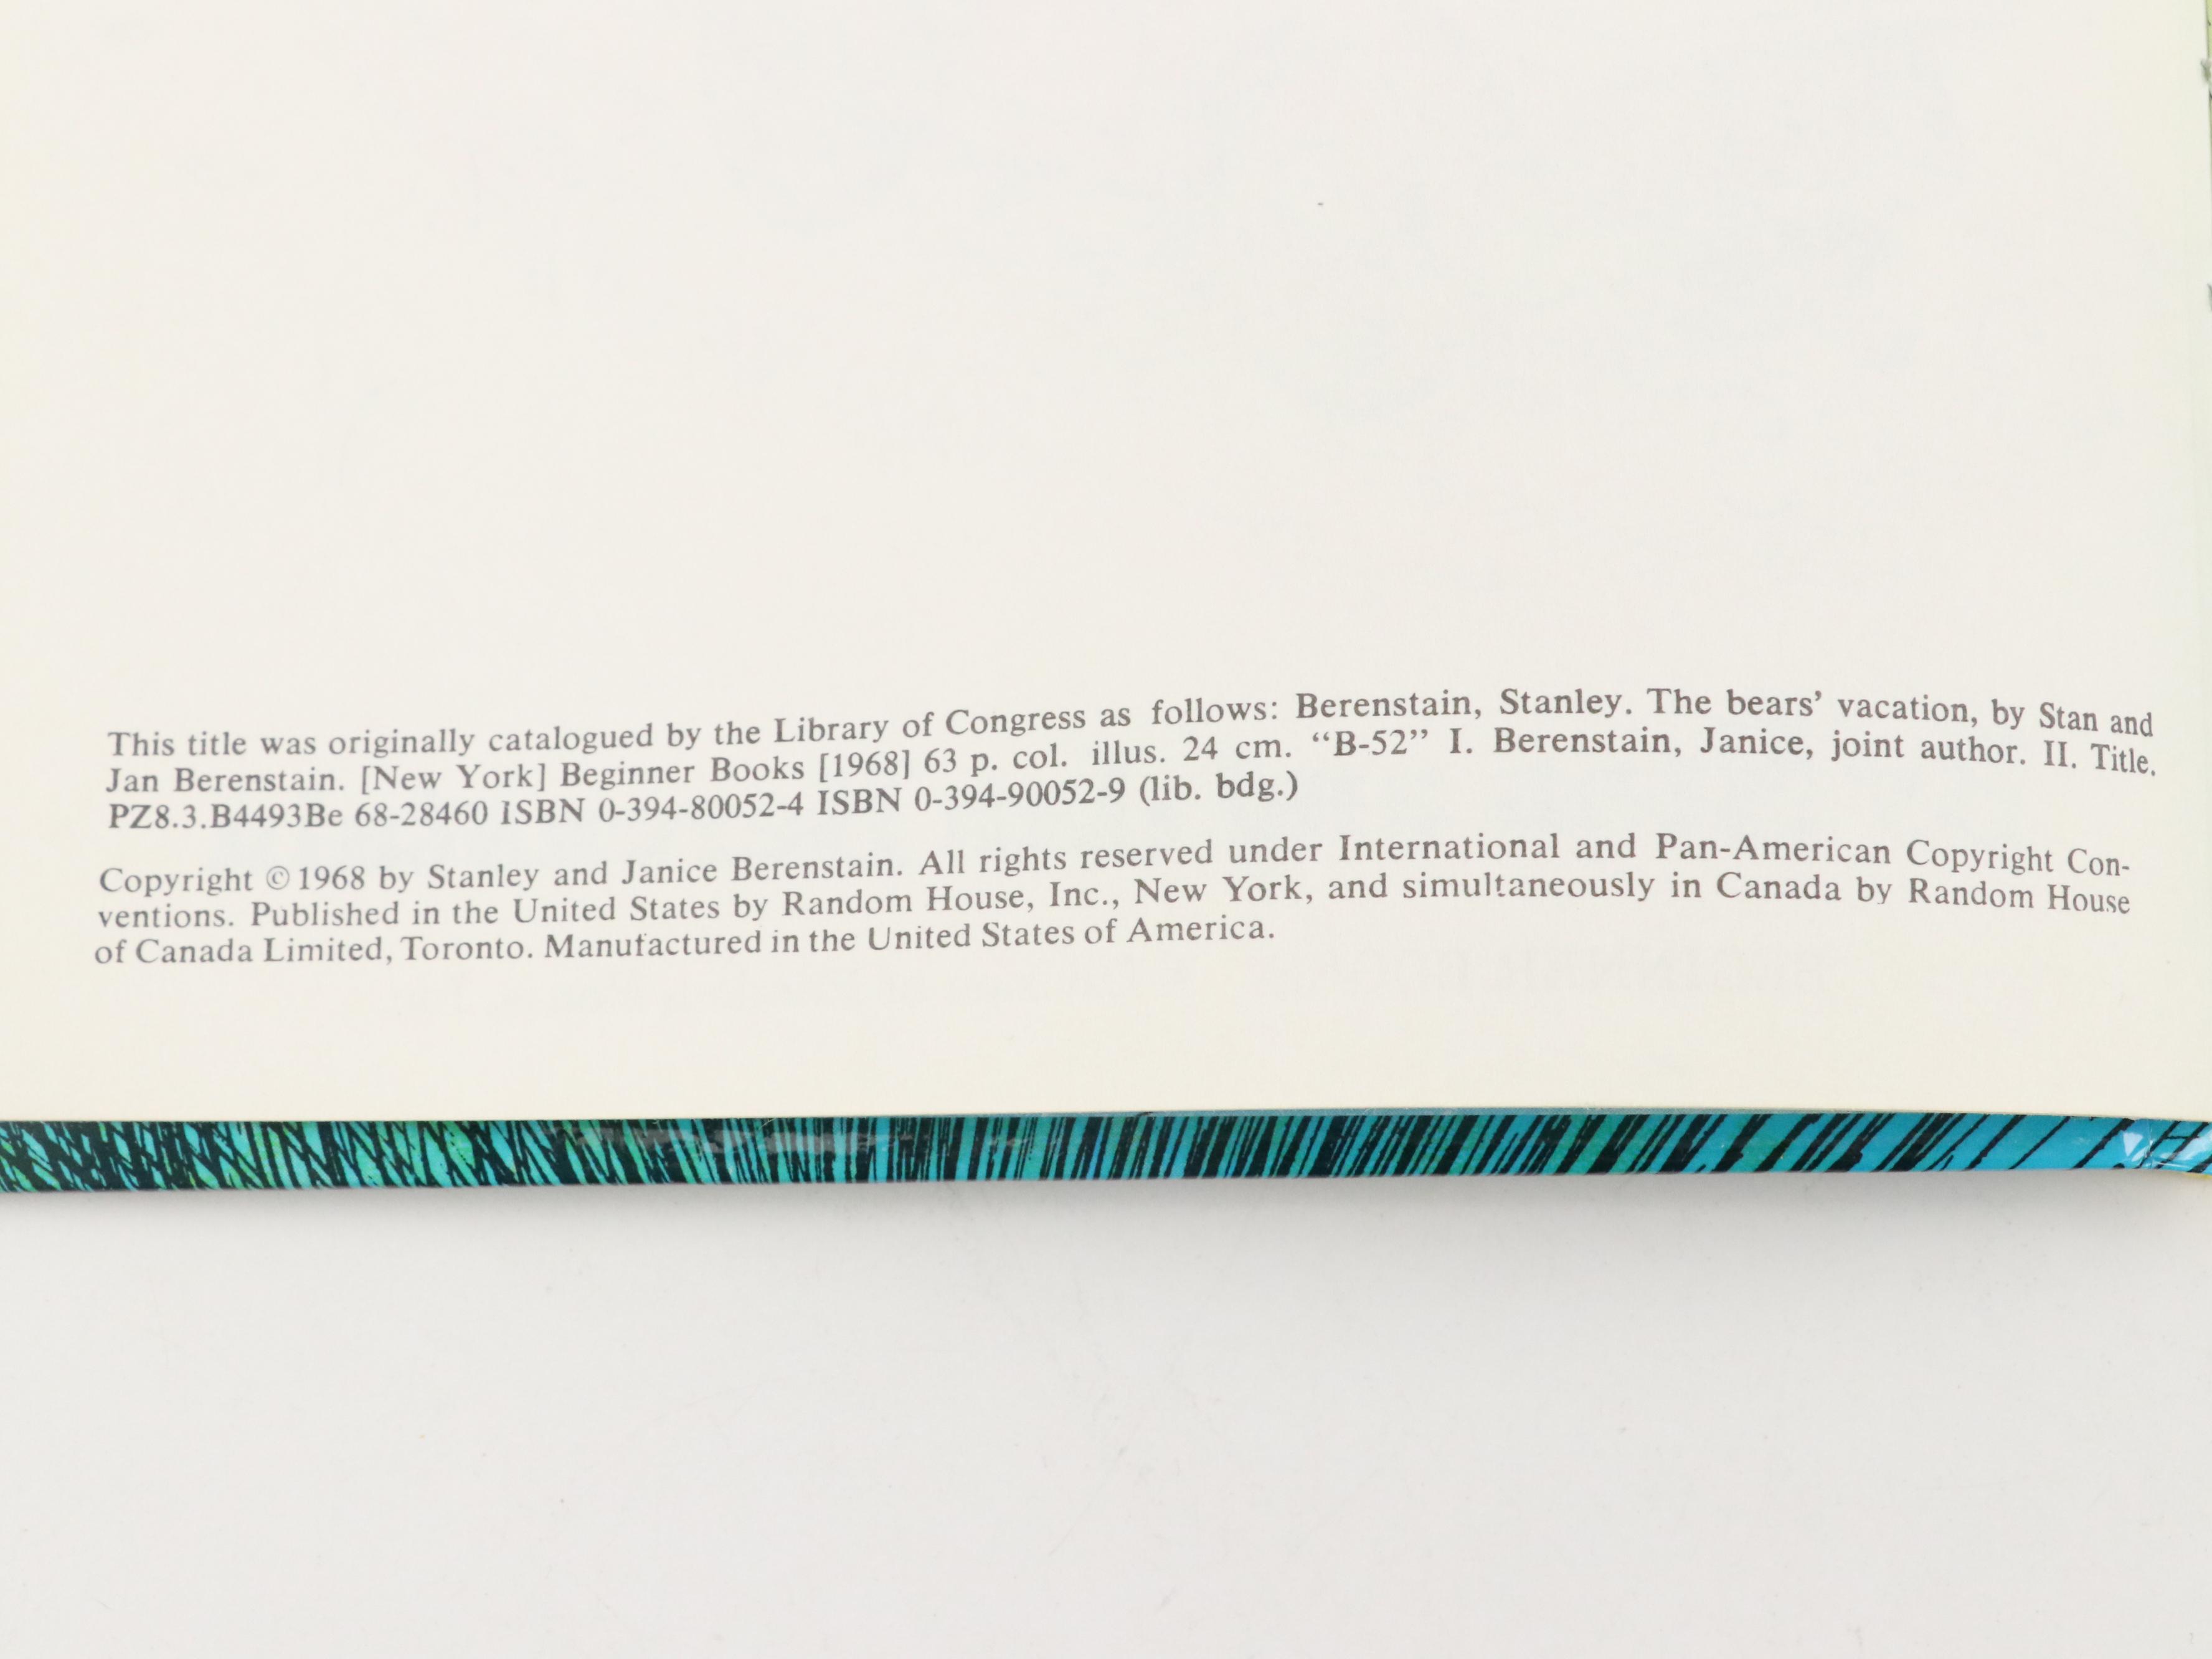 This title was originally catalogued by the Library of Congress as follows: Berenstain, Stanley. The bears' vacation, by Stan and
Jan Berenstain. [New York] Beginner Books [1968] 63 p. col. illus. 24 cm. “B-52” I. Berenstain, Janice, joint author. II. Title.
PZ8.3.B4493Be 68-28460 ISBN 0-394-80052-4 ISBN 0-394-90052-9 (lib. bdg.)
Copyright © 1968 by Stanley and Janice Berenstain. All rights reserved under International and Pan-American Copyright Con-
ventions. Published in the United States by Random House, Inc., New York, and simultaneously in Canada by Random House
of Canada Limited, Toronto. Manufactured in the United States of America.